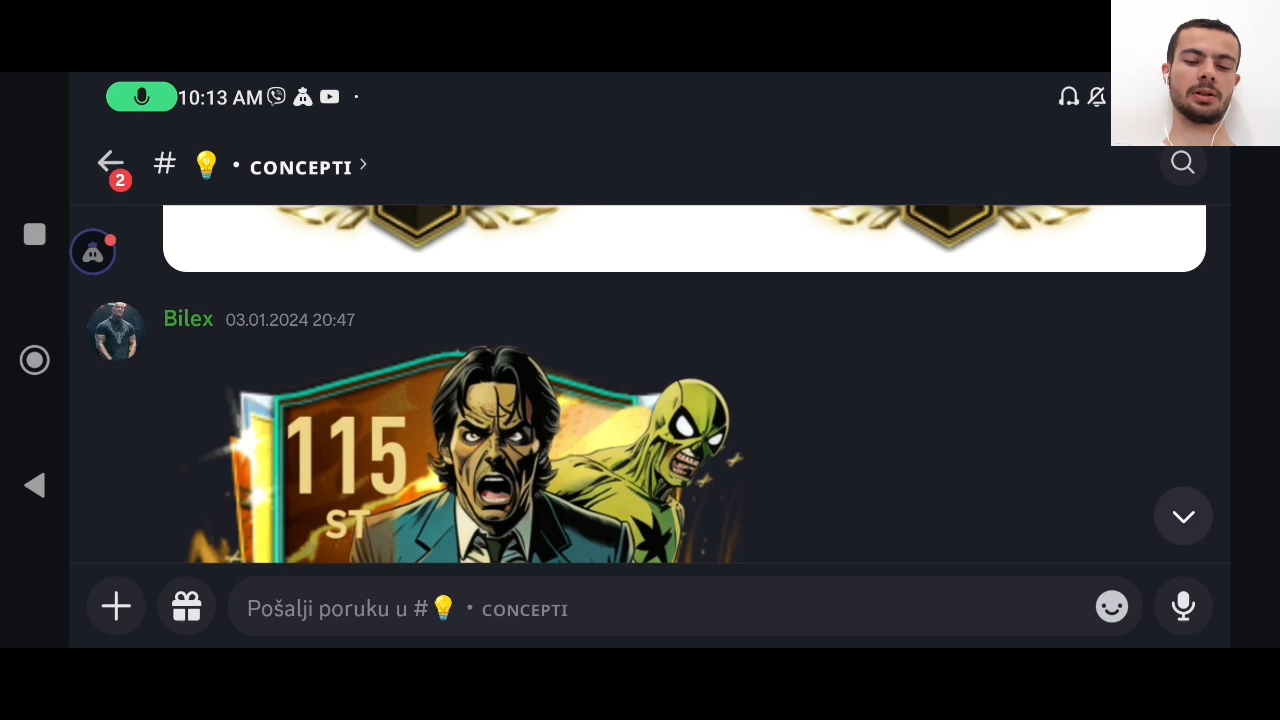 10:13 AM
# 💡 • CONCEPTI
2
Bilex 03.01.2024 20:47
115
ST
Pošalji poruku u #💡 • CONCEPTI